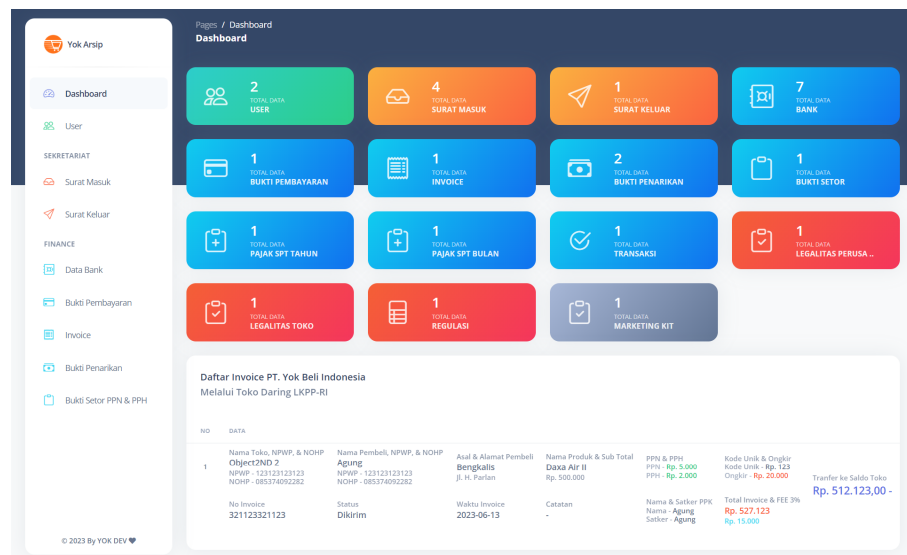 Yok Arsip
Dashboard
User
SEKRETARIAT
Surat Masuk
Surat Keluar
FINANCE
Data Bank
Bukti Pembayaran
Invoice
Bukti Penarikan
Bukti Setor PPN & PPH
© 2023 By YOK DEV
Pages / Dashboard
Dashboard
2
TOTAL DATA
USER
4
TOTAL DATA
SURAT MASUK
1
TOTAL DATA
SURAT KELUAR
7
TOTAL DATA
BANK
1
TOTAL DATA
BUKTI PEMBAYARAN
1
TOTAL DATA
INVOICE
2
TOTAL DATA
BUKTI PENARIKAN
1
TOTAL DATA
BUKTI SETOR
1
TOTAL DATA
PAJAK SPT TAHUN
1
TOTAL DATA
PAJAK SPT BULAN
1
TOTAL DATA
TRANSAKSI
1
TOTAL DATA
LEGALITAS PERUSA ..
1
TOTAL DATA
LEGALITAS TOKO
1
TOTAL DATA
REGULASI
1
TOTAL DATA
MARKETING KIT
Daftar Invoice PT. Yok Beli Indonesia
Melalui Toko Daring LKPP-RI
NO DATA
1
Nama Toko, NPWP, & NOHP
Object2ND 2
NPWP - 123123123123
NOHP - 085374092282
Nama Pembeli, NPWP, & NOHP
Agung
NPWP - 123123123123
NOHP - 085374092282
Asal & Alamat Pembeli
Bengkalis
Jl. H. Parlan
Nama Produk & Sub Total
Daxa Air II
Rp. 500.000
PPN & PPH
PPN - Rp. 5.000
PPH - Rp. 2.000
Kode Unik & Ongkir
Kode Unik - Rp. 123
Ongkir - Rp. 20.000
Tranfer ke Saldo Toko
Rp. 512.123,00 -
No Invoice
321123321123
Status
Dikirim
Waktu Invoice
2023-06-13
Catatan
-
Nama & Satker PPK
Nama - Agung
Satker - Agung
Total Invoice & FEE 3%
Rp. 527.123
Rp. 15.000